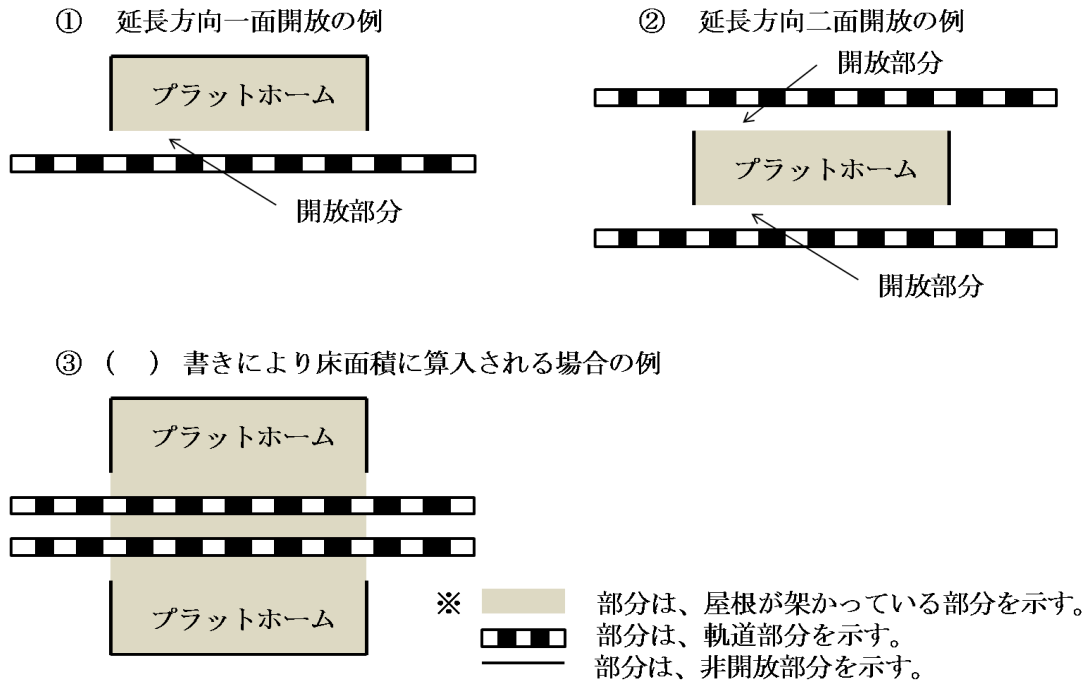 ① 延長方向一面開放の例
プラットホーム
開放部分
② 延長方向二面開放の例
開放部分
プラットホーム
開放部分
③ (　) 書きにより床面積に算入される場合の例
プラットホーム
プラットホーム
※ 部分は、屋根が架かっている部分を示す。
部分は、軌道部分を示す。
部分は、非開放部分を示す。